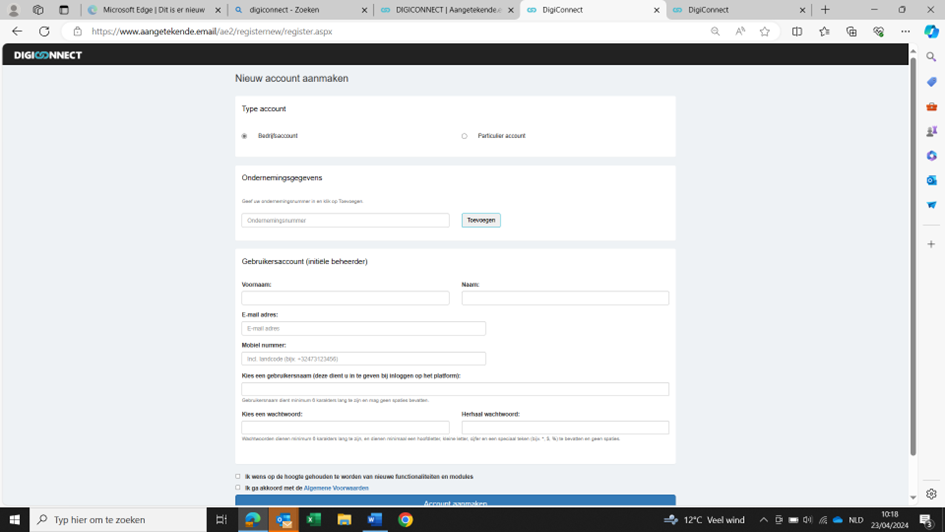 Microsoft Edge | Dit is er nieuw
digiconnect - Zoeken
DIGICONNECT | Aangetekende
DigiConnect
DigiConnect
https://www.aangetekende.email/ae2/registernew/register.aspx
DIGICONNECT
Nieuw account aanmaken
Type account
Bedrijfsaccount
Particulier account
Ondernemingsgegevens
Geef uw ondernemingsnummer in en klik op Toevoegen
Ondernemingsnummer
Toevoegen
Gebruikersaccount (initiële beheerder)
Voornaam:
Naam:
E-mail adres:
E-mail adres
Mobiel nummer:
Incl. landcode (bijv. +32473123456)
Kies een gebruikersnaam (deze dient u in te geven bij inloggen op het platform):
Gebruikersnaam dient minimum 6 karakters lang te zijn en mag geen spaties bevatten.
Kies een wachtwoord:
Herhaal wachtwoord:
Wachtwoorden dienen minimum 8 karakters lang te zijn, en dienen minimaal een hoofdletter, kleine letter, cijfer en een speciaal teken (bijv. *, $, %) te bevatten en geen spaties.
Ik wens op de hoogte gehouden te worden van nieuwe functionaliteiten en modules
Ik ga akkoord met de Algemene Voorwaarden
Account aanmaken
Typ hier om te zoeken
12°C Veel wind
NLD
10:18
23/04/2024
3